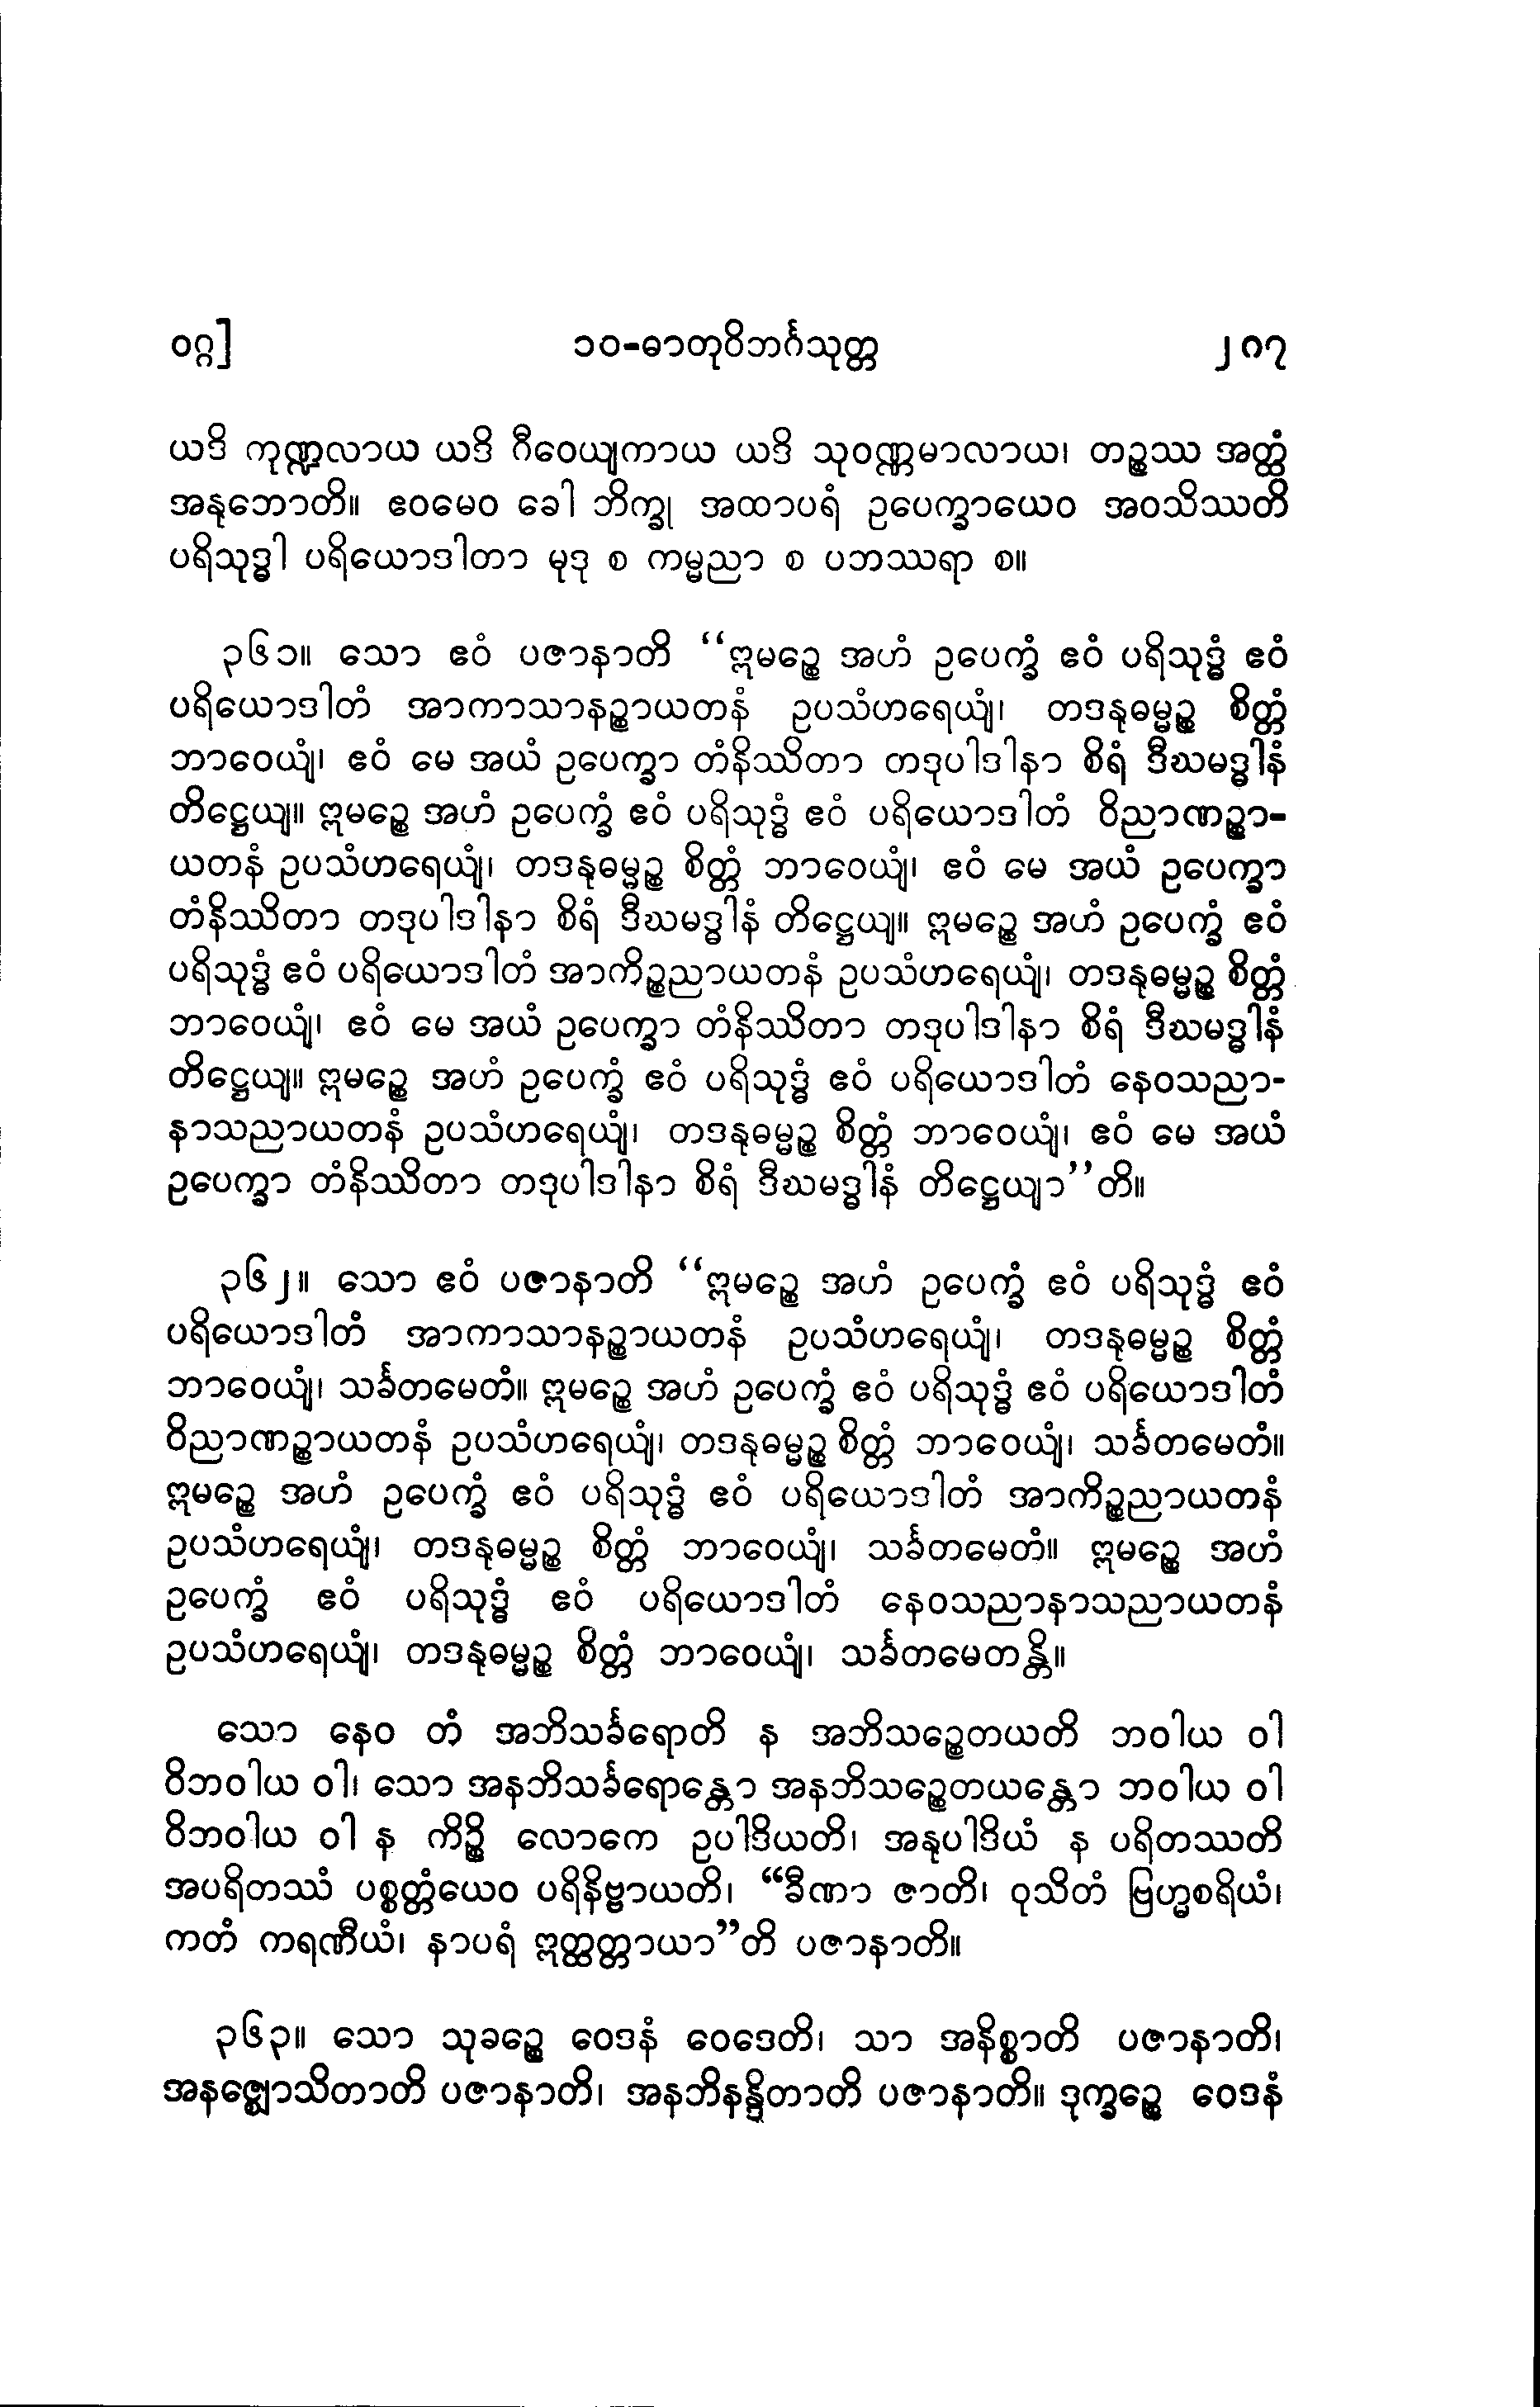 ၀ဂ္ဂ] ၁၀-ဓာတုဝိဘင်္ဂသုတ္တ ၂၈၇
ယဒိ ကုဏ္ဍလာယ ယဒိ ဂီဝေယျကာယ ယဒိ သုဝဏ္ဏမာလာယ၊ တဉ္စဿ အတ္ထံ
အနုဘောတိ။ ဧဝမေဝ ခေါ ဘိက္ခု အထာပရံ ဥပေက္ခာယေဝ အဝသိဿတိ
ပရိသုဒ္ဓါ ပရိယောဒါတာ မုဒု စ ကမ္မညာ စ ပဘဿရာ စ။
၃၆၁။ သော ဧဝံ ပဇာနာတိ “ဣမဉ္စေ အဟံ ဥပေက္ခံ ဧဝံ ပရိသုဒ္ဓံ ဧဝံ
ပရိယောဒါတံ အာကာသာနဉ္စာယတနံ ဥပသံဟရေယျံ၊ တဒနုဓမ္မဉ္စ စိတ္တံ
ဘာဝေယျံ၊ ဧဝံ မေ အယံ ဥပေက္ခာ တံနိဿိတာ တဒုပါဒါနာ စိရံ ဒီဃမဒ္ဓါနံ
တိဋ္ဌေယျ။ ဣမဉ္စေ အဟံ ဥပေက္ခံ ဧဝံ ပရိသုဒ္ဓံ ဧဝံ ပရိယောဒါတံ ဝိညာဏဉ္စာ-
ယတနံ ဥပသံဟရေယျံ၊ တဒနုဓမ္မဉ္စ စိတ္တံ ဘာဝေယျံ၊ ဧဝံ မေ အယံ ဥပေက္ခာ
တံနိဿိတာ တဒုပါဒါနာ စိရံ ဒီဃမဒ္ဓါနံ တိဋ္ဌေယျ။ ဣမဉ္စေ အဟံ ဥပေက္ခံ ဧဝံ
ပရိသုဒ္ဓံ ဧဝံ ပရိယောဒါတံ အာကိဉ္စညာယတနံ ဥပသံဟရေယျံ၊ တဒနုဓမ္မဉ္စ စိတ္တံ
ဘာဝေယျံ၊ ဧဝံ မေ အယံ ဥပေက္ခာ တံနိဿိတာ တဒုပါဒါနာ စိရံ ဒီဃမဒ္ဓါနံ
တိဋ္ဌေယျ။ ဣမဉ္စေ အဟံ ဥပေက္ခံ ဧဝံ ပရိသုဒ္ဓံ ဧဝံ ပရိယောဒါတံ နေဝသညာ-
နာသညာယတနံ ဥပသံဟရေယျံ၊ တဒနုဓမ္မဉ္စ စိတ္တံ ဘာဝေယျံ၊ ဧဝံ မေ အယံ
ဥပေက္ခာ တံနိဿိတာ တဒုပါဒါနာ စိရံ ဒီဃမဒ္ဓါနံ တိဋ္ဌေယျာ”တိ။
၃၆၂။ သော ဧဝံ ပဇာနာတိ “ဣမဉ္စေ အဟံ ဥပေက္ခံ ဧဝံ ပရိသုဒ္ဓံ ဧဝံ
ပရိယောဒါတံ အာကာသာနဉ္စာယတနံ ဥပသံဟရေယျံ၊ တဒနုဓမ္မဉ္စ စိတ္တံ
ဘာဝေယျံ၊ သင်္ခတမေတံ။ ဣမဉ္စေ အဟံ ဥပေက္ခံ ဧဝံ ပရိသုဒ္ဓံ ဧဝံ ပရိယောဒါတံ
ဝိညာဏဉ္စာယတနံ ဥပသံဟရေယျံ၊ တဒနုဓမ္မဉ္စ စိတ္တံ ဘာဝေယျံ၊ သင်္ခတမေတံ။
ဣမဉ္စေ အဟံ ဥပေက္ခံ ဧဝံ ပရိသုဒ္ဓံ ဧဝံ ပရိယောဒါတံ အာကိဉ္စညာယတနံ
ဥပသံဟရေယျံ၊ တဒနုဓမ္မဉ္စ စိတ္တံ ဘာဝေယျံ၊ သင်္ခတမေတံ။ ဣမဉ္စေ အဟံ
ဥပေက္ခံ ဧဝံ ပရိသုဒ္ဓံ ဧဝံ ပရိယောဒါတံ နေဝသညာနာသညာယတနံ
ဥပသံဟရေယျံ၊ တဒနုဓမ္မဉ္စ စိတ္တံ ဘာဝေယျံ၊ သင်္ခတမေတန္တိ။
သော နေဝ တံ အဘိသင်္ခရောတိ န အဘိသဉ္စေတယတိ ဘဝါယ ဝါ
ဝိဘဝါယ ဝါ၊ သော အနဘိသင်္ခရောန္တော အနဘိသဉ္စေတယန္တော ဘဝါယ ဝါ
ဝိဘဝါယ ဝါ န ကိဉ္စိ လောကေ ဥပါဒိယတိ၊ အနုပါဒိယံ န ပရိတဿတိ
အပရိတဿံ ပစ္စတ္တံယေဝ ပရိနိဗ္ဗာယတိ၊ “ခီဏာ ဇာတိ၊ ဝုသိတံ ဗြဟ္မစရိယံ၊
ကတံ ကရဏီယံ၊ နာပရံ ဣတ္ထတ္တာယာ”တိ ပဇာနာတိ။
၃၆၃။ သော သုခဉ္စေ ဝေဒနံ ဝေဒေတိ၊ သာ အနိစ္စာတိ ပဇာနာတိ၊
အနဇ္ဈောသိတာတိ ပဇာနာတိ၊ အနဘိနန္ဒိတာတိ ပဇာနာတိ။ ဒုက္ခဉ္စေ ဝေဒနံ